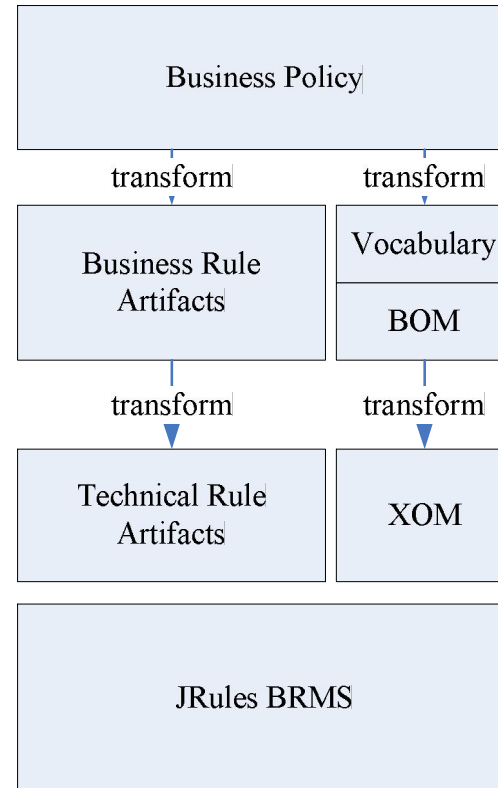 Business Policy
transform
transform
Business Rule
Artifacts
Vocabulary
BOM
transform
transform
Technical Rule
Artifacts
XOM
JRules BRMS